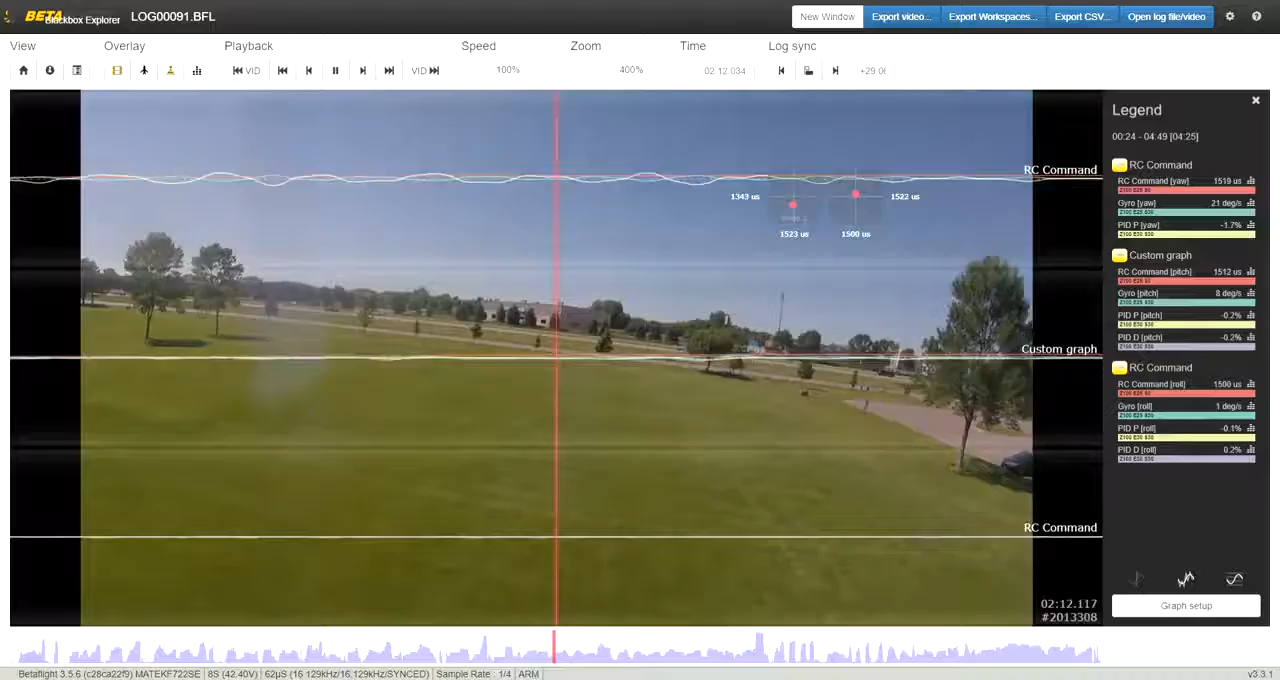 BETA
Blackbox Explorer
LOG00091.BFL
New Window
Export video...
Export Workspaces...
Export CSV...
Open log file/video
View
Overlay
Playback
Speed
Zoom
Time
Log sync
VID
VID
100%
400%
02 12 034
Legend
00:24 - 04:49 [04:25]
RC Command
RC Command [yaw] 1519 us
Gyro [yaw] 21 deg/s
PID P [yaw] -1.7%
Custom graph
RC Command [pitch] 1512 us
Gyro [pitch] 8 deg/s
PID P [pitch] -0.2%
PID D [pitch] -0.2%
RC Command
RC Command [roll] 1500 us
Gyro [roll] 1 deg/s
PID P [roll] -0.1%
PID D [roll] 0.2%
Graph setup
RC Command
1343 us
1522 us
1523 us
1500 us
Custom graph
RC Command
02:12.117
#2013308
Betaflight 3.5.6 (c28ca22f9) MATEKF722SE
8S (42.40V)
62µS (16 129kHz/16 129kHz/SYNCED)
Sample Rate : 1/4
ARM
v3.3.1